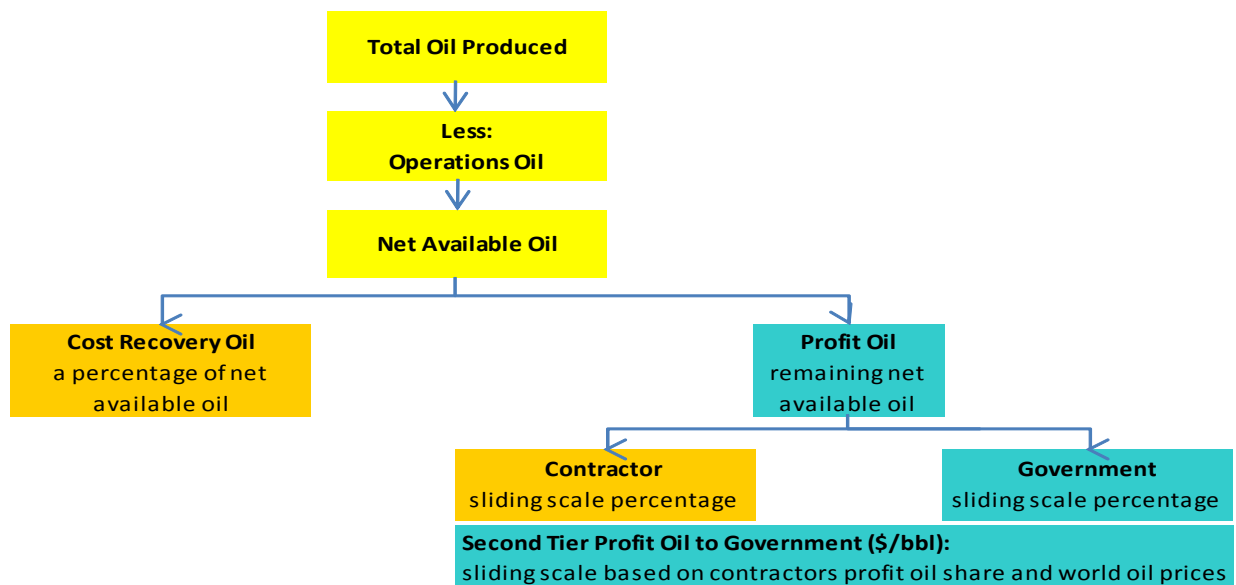 Total Oil Produced
Less:
Operations Oil
Net Available Oil
Cost Recovery Oil
a percentage of net
available oil
Profit Oil
remaining net
available oil
Contractor
sliding scale percentage
Government
sliding scale percentage
Second Tier Profit Oil to Government ($/bbl):
sliding scale based on contractors profit oil share and world oil prices